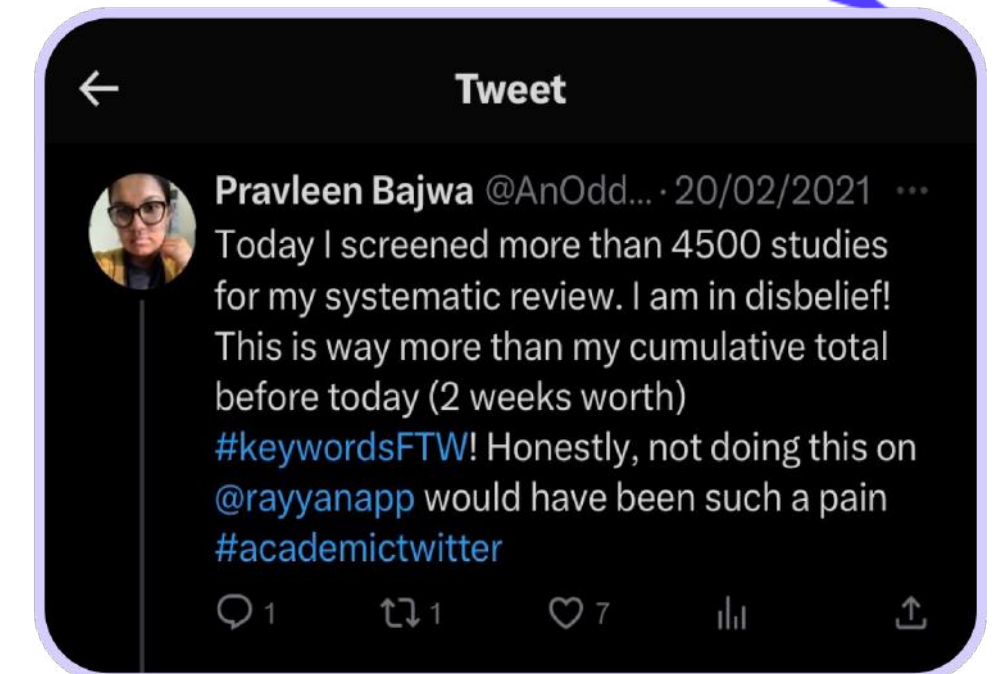 Tweet
Pravleen Bajwa @AnOdd... · 20/02/2021
Today I screened more than 4500 studies
for my systematic review. I am in disbelief!
This is way more than my cumulative total
before today (2 weeks worth)
#keywordsFTW! Honestly, not doing this on
@rayyanapp would have been such a pain
#academictwitter
1 1 7